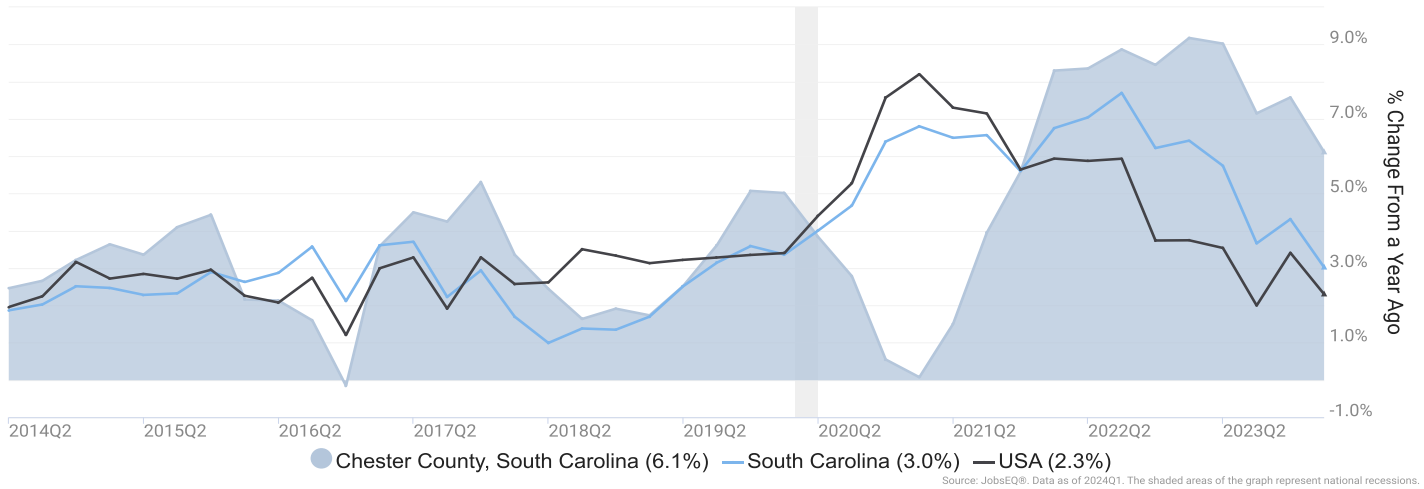 9.0%
7.0%
5.0%
3.0%
1.0%
-1.0%
% Change From a Year Ago
2014Q2 2015Q2 2016Q2 2017Q2 2018Q2 2019Q2 2020Q2 2021Q2 2022Q2 2023Q2
Chester County, South Carolina (6.1%) South Carolina (3.0%) USA (2.3%)
Source: JobsEQ®. Data as of 2024Q1. The shaded areas of the graph represent national recessions.